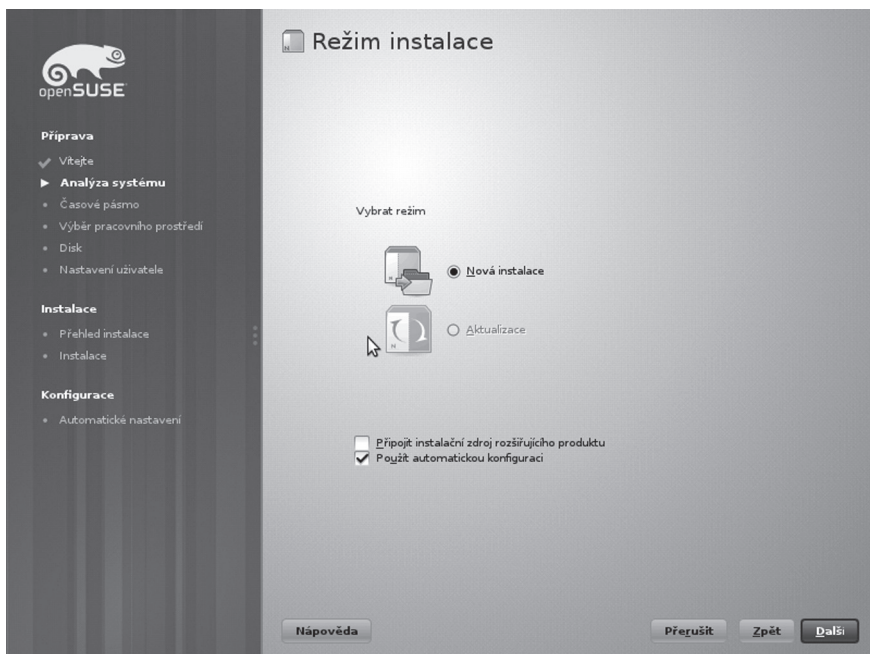 openSUSE
Příprava
Vítejte
Analýza systému
Časové pásmo
Výběr pracovního prostředí
Disk
Nastavení uživatele
Instalace
Přehled instalace
Instalace
Konfigurace
Automatické nastavení
Režim instalace
Vybrat režim
Nová instalace
Aktualizace
Připojit instalační zdroj rozšiřujícího produktu
Použít automatickou konfiguraci
Nápověda
Přerušit
Zpět
Další